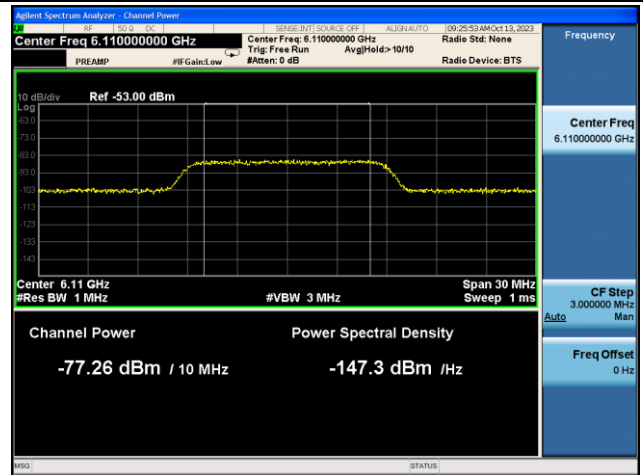 Agilent Spectrum Analyzer - Channel Power
RF 50 Ω DC SENSE:INT SOURCE OFF ALIGN AUTO 09:25:53 AM Oct 13, 2023
Center Freq 6.110000000 GHz Center Freq: 6.110000000 GHz Radio Std: None
Trig: Free Run Avg|Hold:>10/10
PREAMP #IFGain:Low #Atten: 0 dB Radio Device: BTS
Frequency
10 dB/div Ref -53.00 dBm
Log
-63.0
-73.0
-83.0
-93.0
-103
-113
-123
-133
-143
Center 6.11 GHz Span 30 MHz
#Res BW 1 MHz #VBW 3 MHz Sweep 1 ms
Channel Power Power Spectral Density
-77.26 dBm / 10 MHz -147.3 dBm /Hz
Center Freq
6.110000000 GHz
CF Step
3.000000 MHz
Auto Man
Freq Offset
0 Hz
MSG STATUS